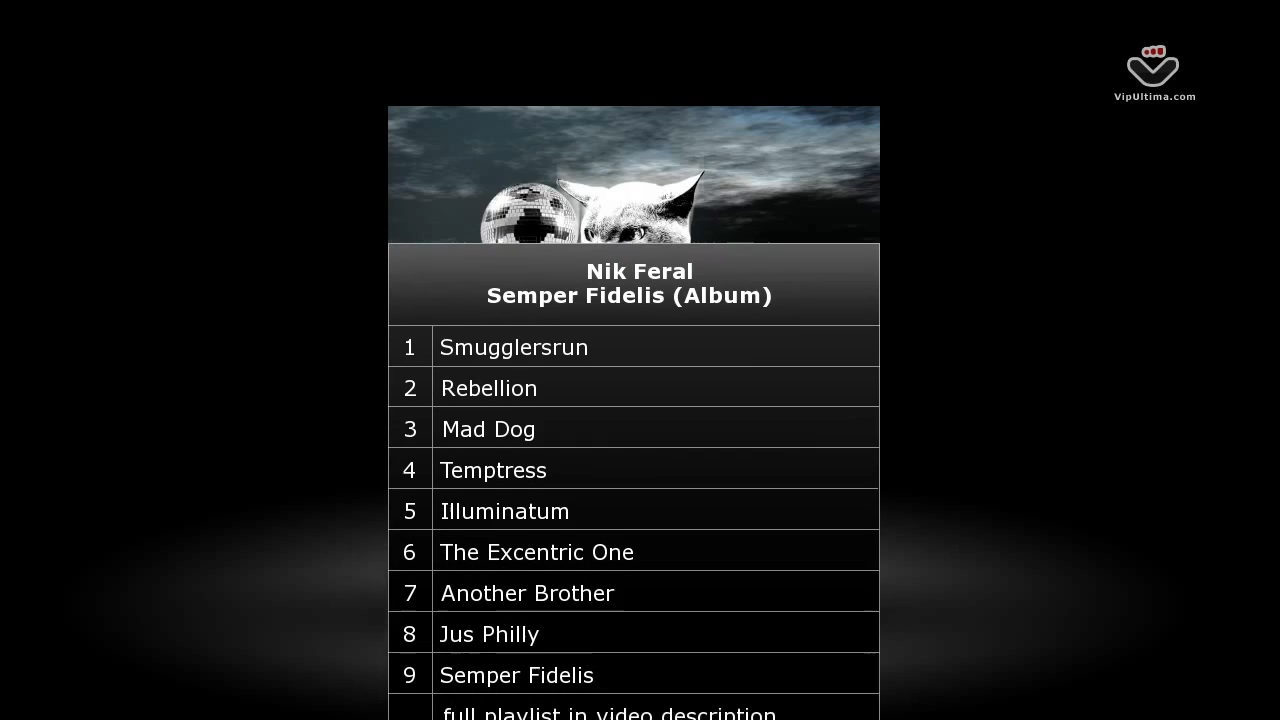 VipUltima.com
Nik Feral
Semper Fidelis (Album)
1 Smugglersrun
2 Rebellion
3 Mad Dog
4 Temptress
5 Illuminatum
6 The Excentric One
7 Another Brother
8 Jus Philly
9 Semper Fidelis
full playlist in video description